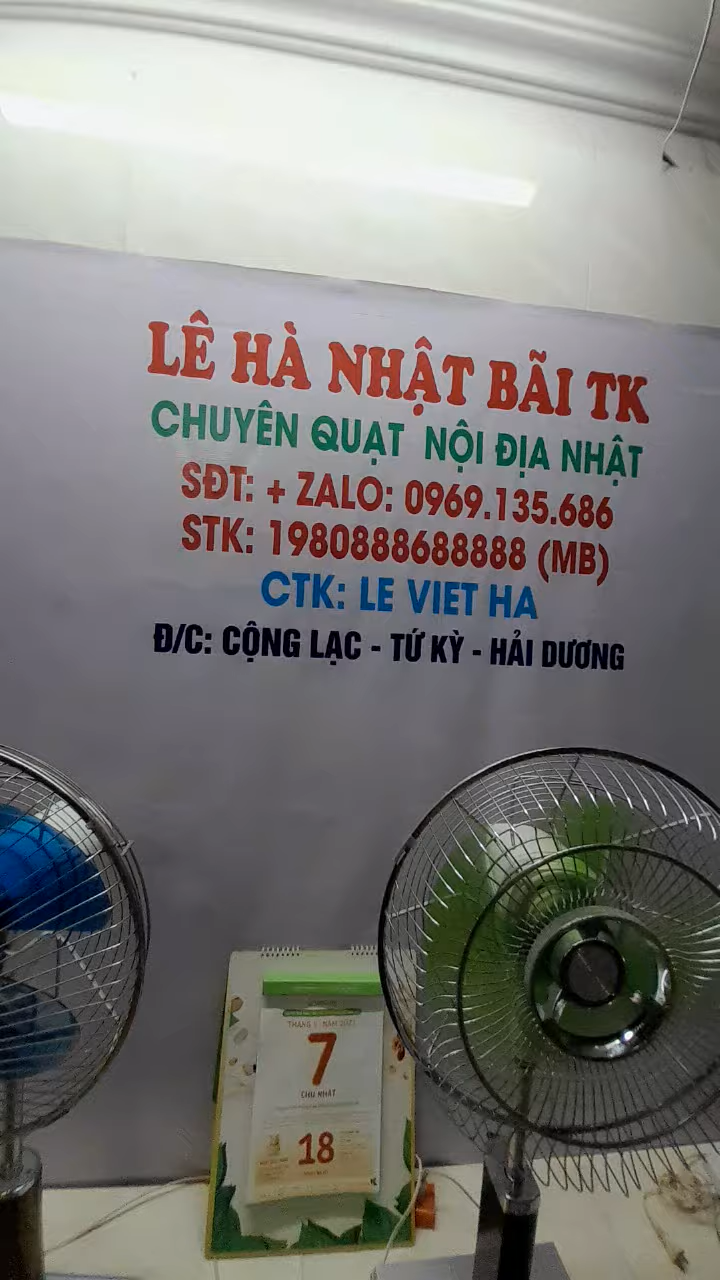 LÊ HÀ NHẬT BÃI TK
CHUYÊN QUẠT NỘI ĐỊA NHẬT
SĐT: + ZALO: 0969.135.686
STK: 1980888688888 (MB)
CTK: LE VIET HA
Đ/C: CỘNG LẠC - TỨ KỲ - HẢI DƯƠNG
7
CHỦ NHẬT
18